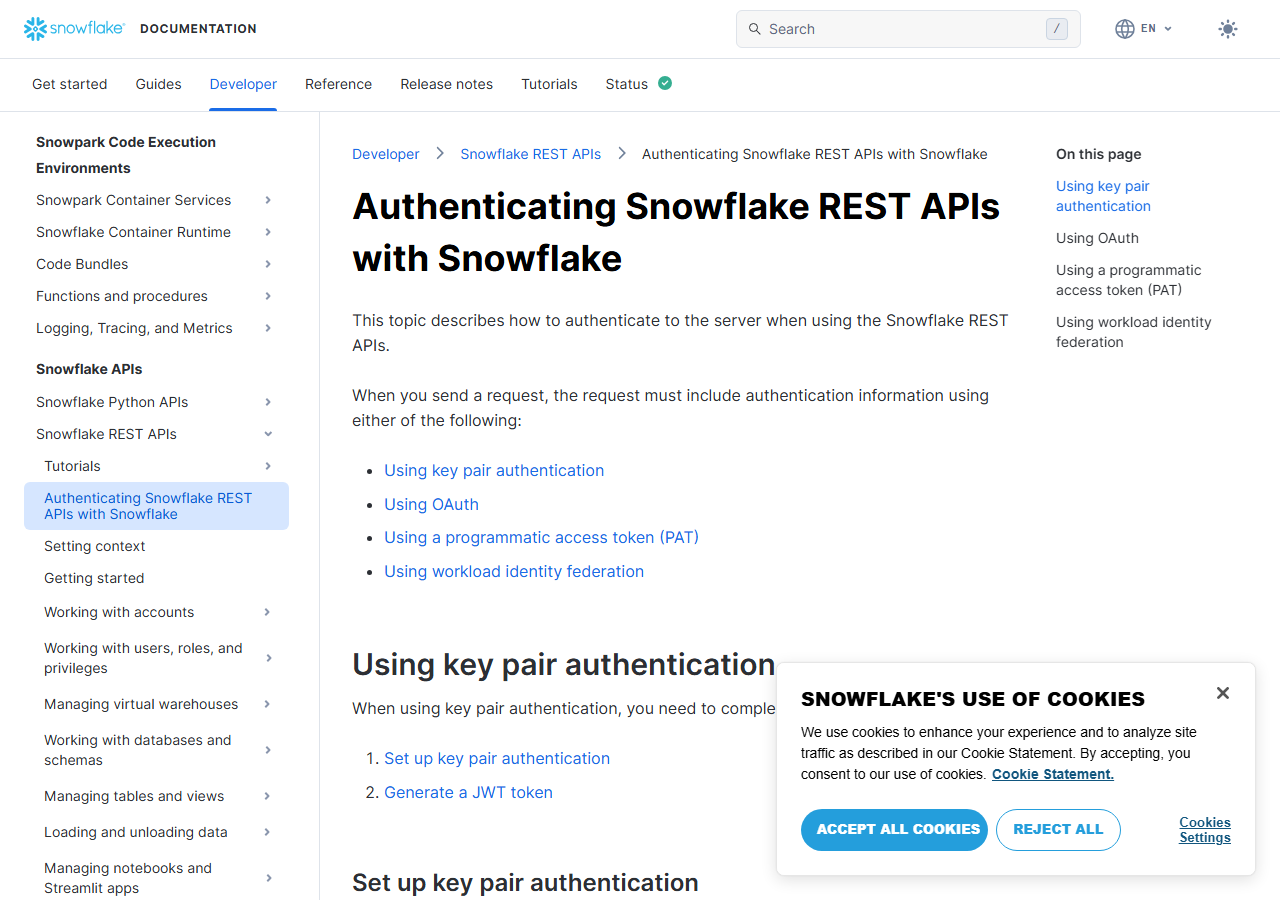 snowflake DOCUMENTATION
Search /
EN
Get started Guides Developer Reference Release notes Tutorials Status
Snowpark Code Execution
Environments
Snowpark Container Services
Snowflake Container Runtime
Code Bundles
Functions and procedures
Logging, Tracing, and Metrics
Snowflake APIs
Snowflake Python APIs
Snowflake REST APIs
Tutorials
Authenticating Snowflake REST
APIs with Snowflake
Setting context
Getting started
Working with accounts
Working with users, roles, and
privileges
Managing virtual warehouses
Working with databases and
schemas
Managing tables and views
Loading and unloading data
Managing notebooks and
Streamlit apps
Developer Snowflake REST APIs Authenticating Snowflake REST APIs with Snowflake
Authenticating Snowflake REST APIs
with Snowflake
This topic describes how to authenticate to the server when using the Snowflake REST
APIs.
When you send a request, the request must include authentication information using
either of the following:
• Using key pair authentication
• Using OAuth
• Using a programmatic access token (PAT)
• Using workload identity federation
Using key pair authentication
When using key pair authentication, you need to comple
1. Set up key pair authentication
2. Generate a JWT token
Set up key pair authentication
On this page
Using key pair
authentication
Using OAuth
Using a programmatic
access token (PAT)
Using workload identity
federation
SNOWFLAKE'S USE OF COOKIES
We use cookies to enhance your experience and to analyze site
traffic as described in our Cookie Statement. By accepting, you
consent to our use of cookies. Cookie Statement.
ACCEPT ALL COOKIES REJECT ALL
Cookies
Settings